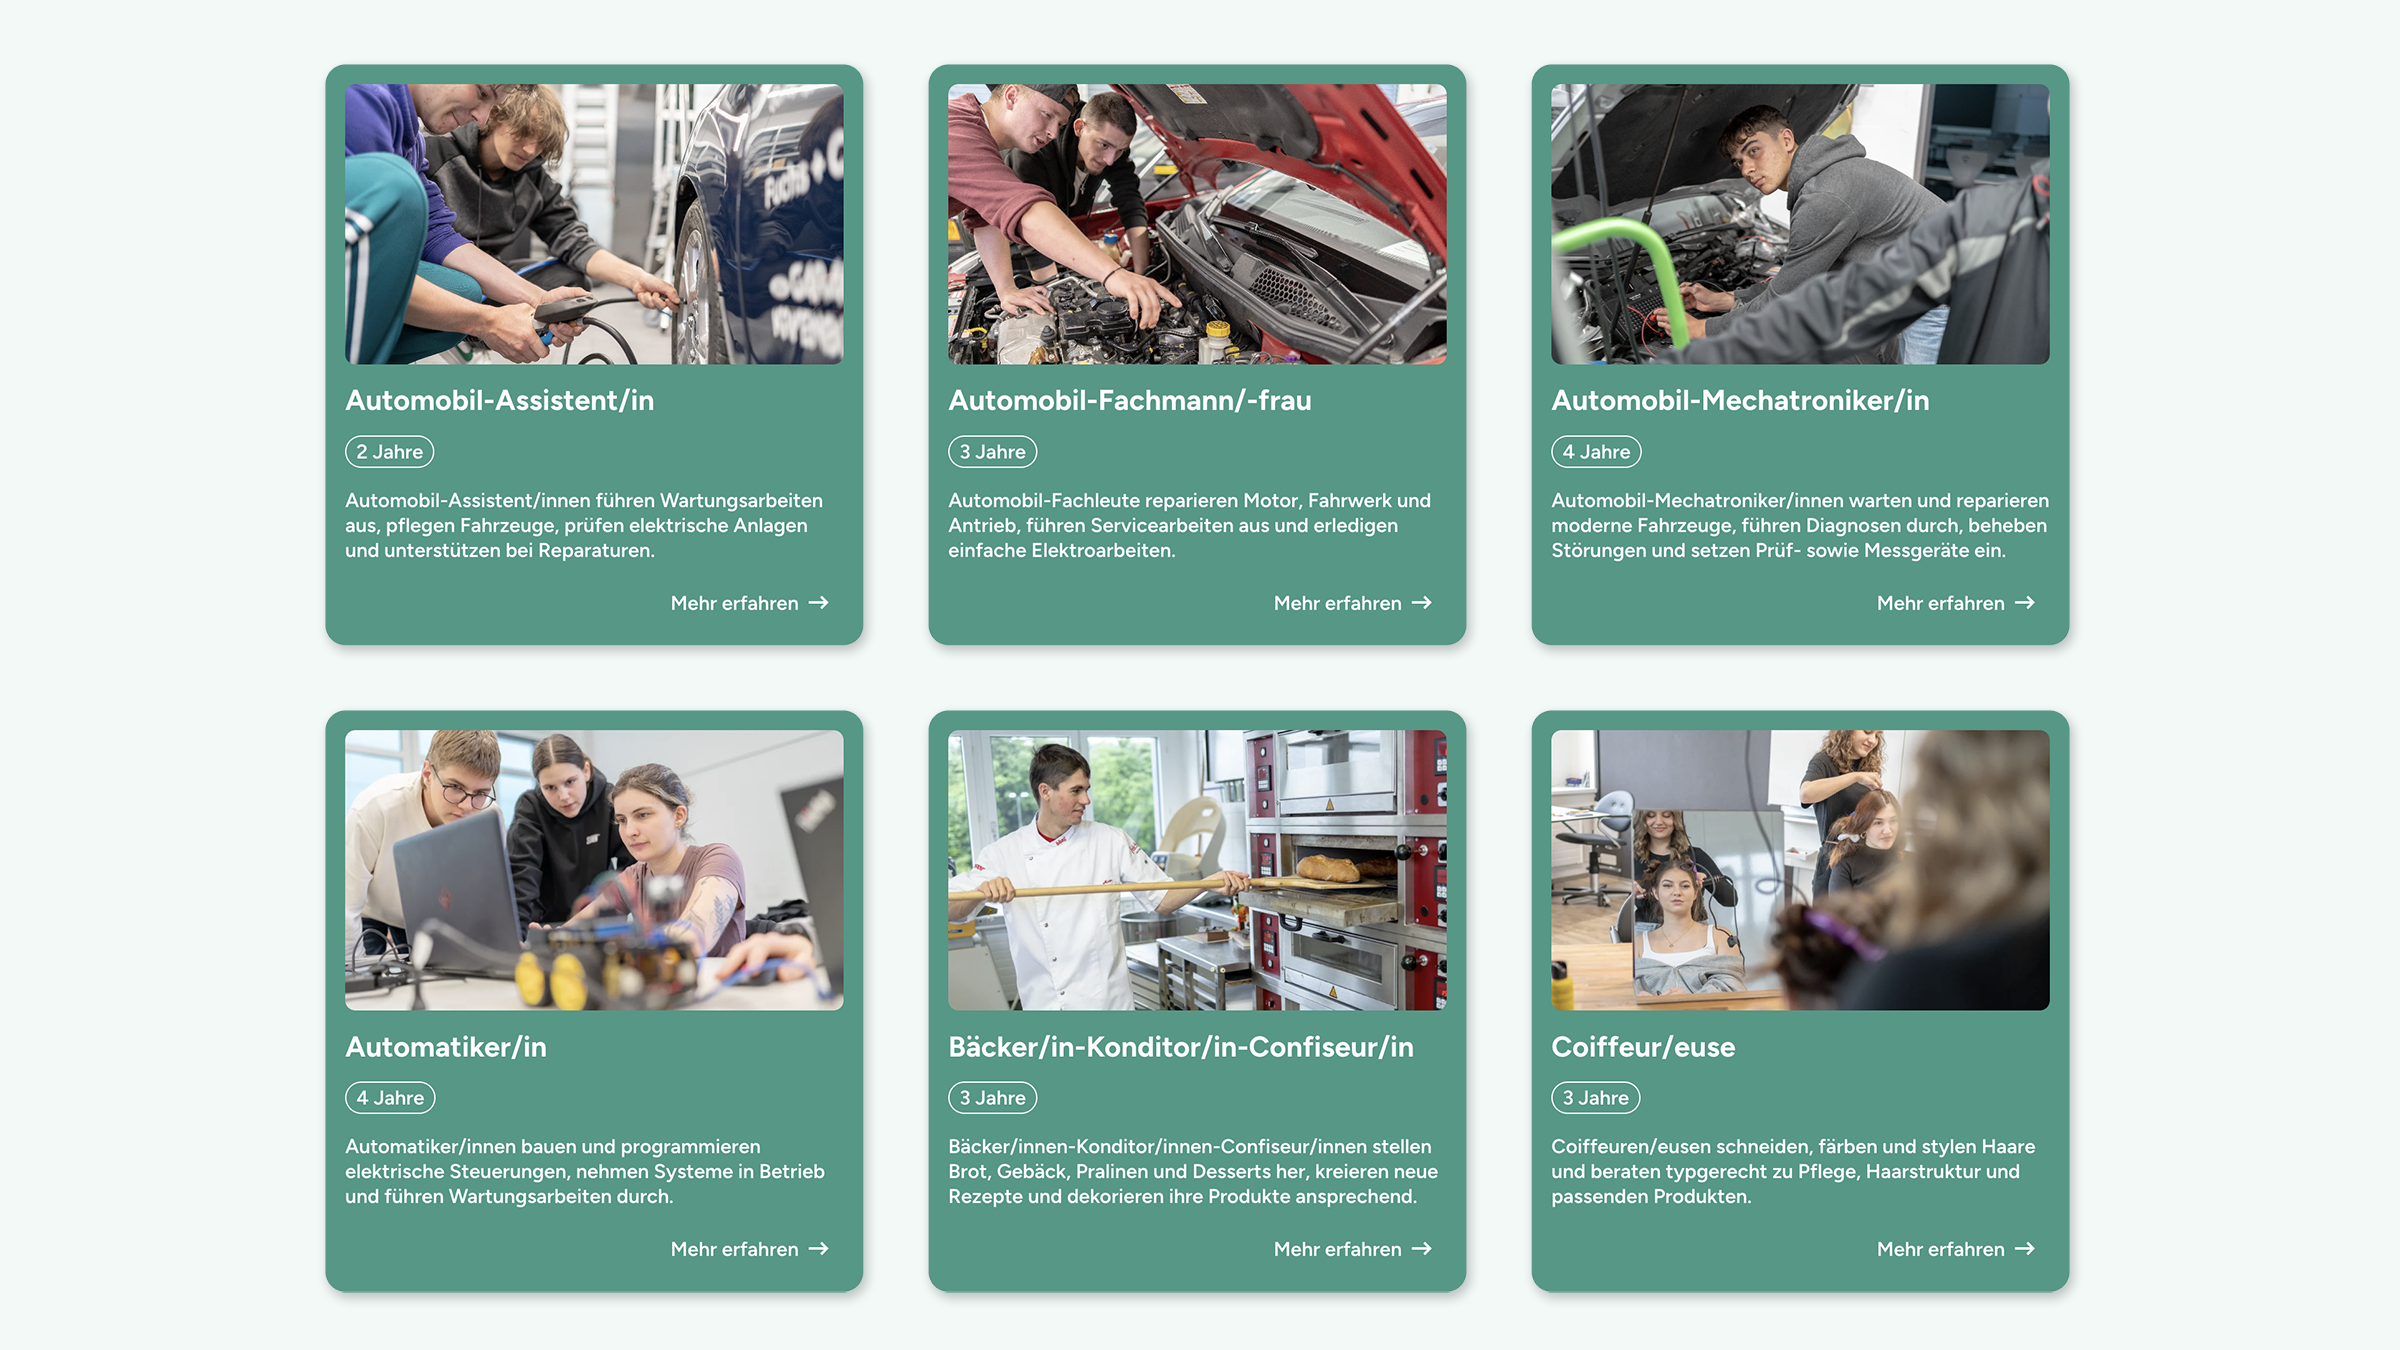 Automobil-Assistent/in
2 Jahre
Automobil-Assistent/innen führen Wartungsarbeiten
aus, pflegen Fahrzeuge, prüfen elektrische Anlagen
und unterstützen bei Reparaturen.
Mehr erfahren →
Automobil-Fachmann/-frau
3 Jahre
Automobil-Fachleute reparieren Motor, Fahrwerk und
Antrieb, führen Servicearbeiten aus und erledigen
einfache Elektroarbeiten.
Mehr erfahren →
Automobil-Mechatroniker/in
4 Jahre
Automobil-Mechatroniker/innen warten und reparieren
moderne Fahrzeuge, führen Diagnosen durch, beheben
Störungen und setzen Prüf- sowie Messgeräte ein.
Mehr erfahren →
Automatiker/in
4 Jahre
Automatiker/innen bauen und programmieren
elektrische Steuerungen, nehmen Systeme in Betrieb
und führen Wartungsarbeiten durch.
Mehr erfahren →
Bäcker/in-Konditor/in-Confiseur/in
3 Jahre
Bäcker/innen-Konditor/innen-Confiseur/innen stellen
Brot, Gebäck, Pralinen und Desserts her, kreieren neue
Rezepte und dekorieren ihre Produkte ansprechend.
Mehr erfahren →
Coiffeur/euse
3 Jahre
Coiffeuren/eusen schneiden, färben und stylen Haare
und beraten typgerecht zu Pflege, Haarstruktur und
passenden Produkten.
Mehr erfahren →